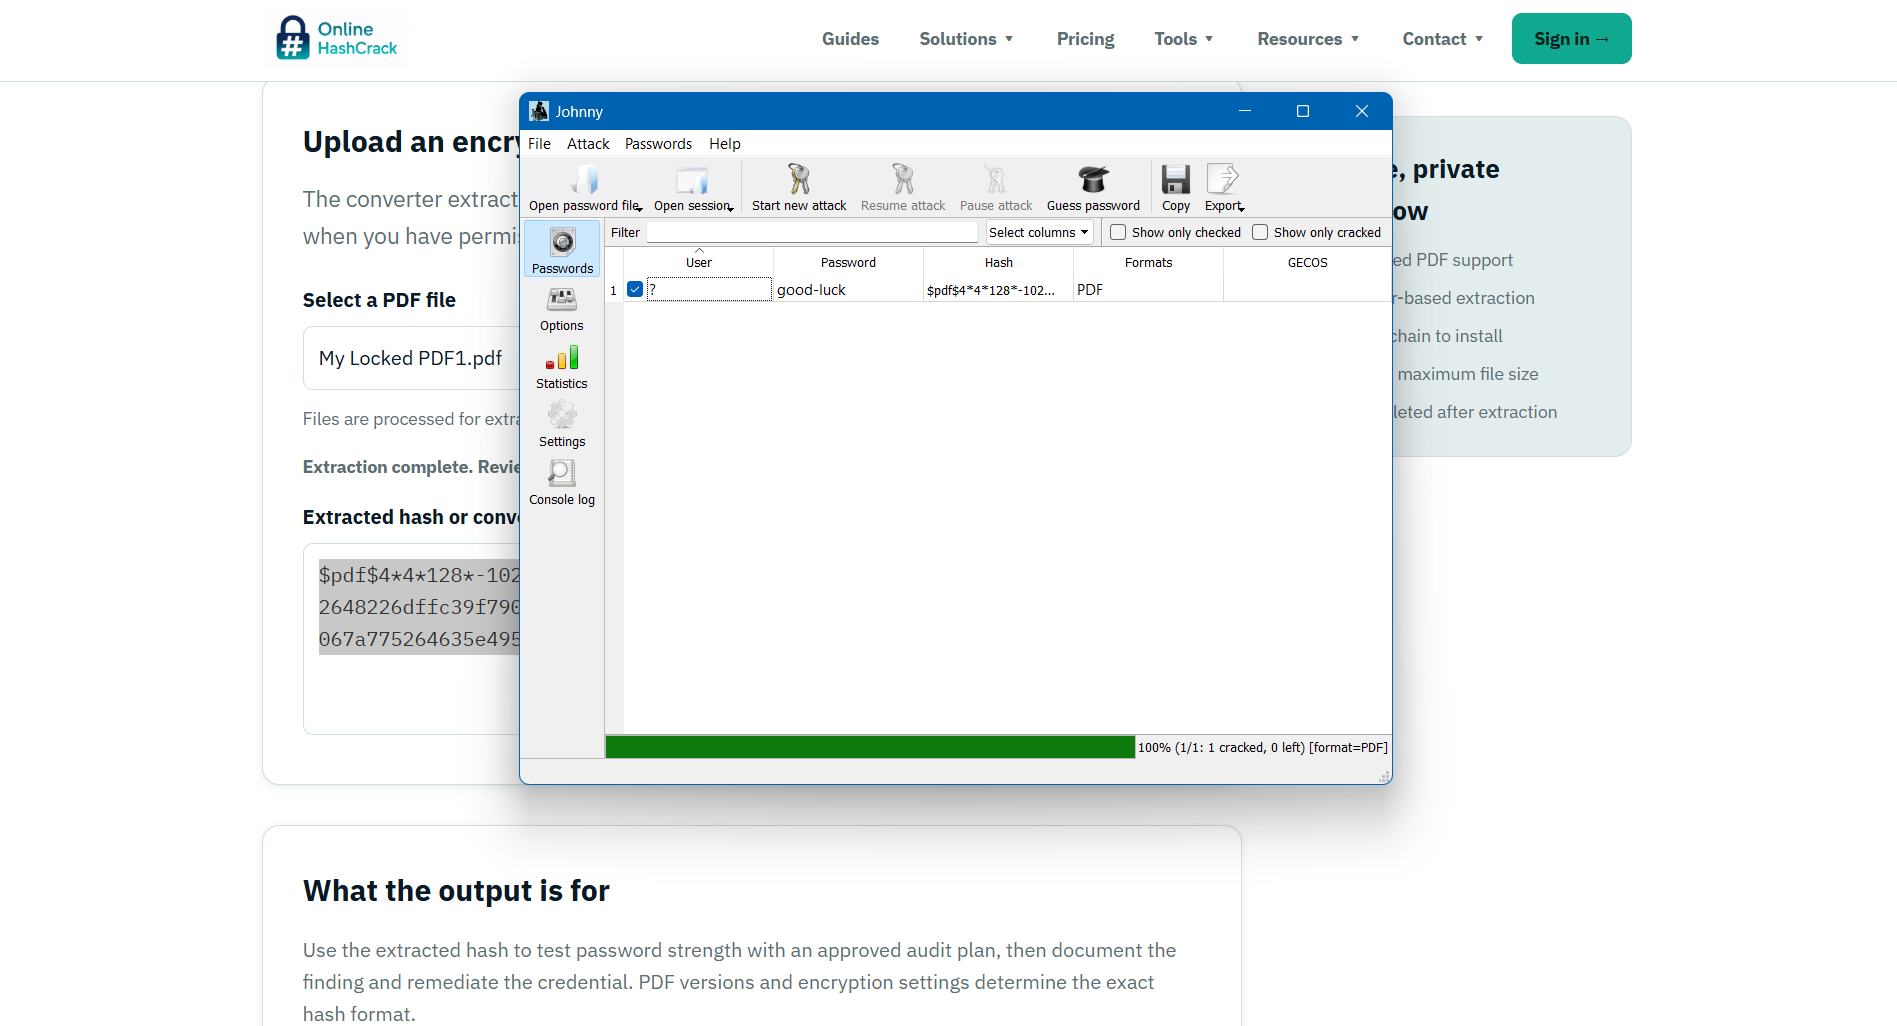 Online
HashCrack
Guides
Solutions
Pricing
Tools
Resources
Contact
Sign in →
Upload an encry
The converter extract
when you have permis
Select a PDF file
My Locked PDF1.pdf
Files are processed for extra
Extraction complete. Revie
Extracted hash or conve
$pdf$4*4*128*-102
2648226dffc39f790
067a775264635e495
Johnny
File Attack Passwords Help
Open password file
Open session
Start new attack
Resume attack
Pause attack
Guess password
Copy
Export
Passwords
Options
Statistics
Settings
Console log
Filter
Select columns
Show only checked
Show only cracked
User Password Hash Formats GECOS
1 ? good-luck $pdf$4*4*128*-102... PDF
100% (1/1: 1 cracked, 0 left) [format=PDF]
e, private
ow
ed PDF support
r-based extraction
chain to install
maximum file size
leted after extraction
What the output is for
Use the extracted hash to test password strength with an approved audit plan, then document the
finding and remediate the credential. PDF versions and encryption settings determine the exact
hash format.